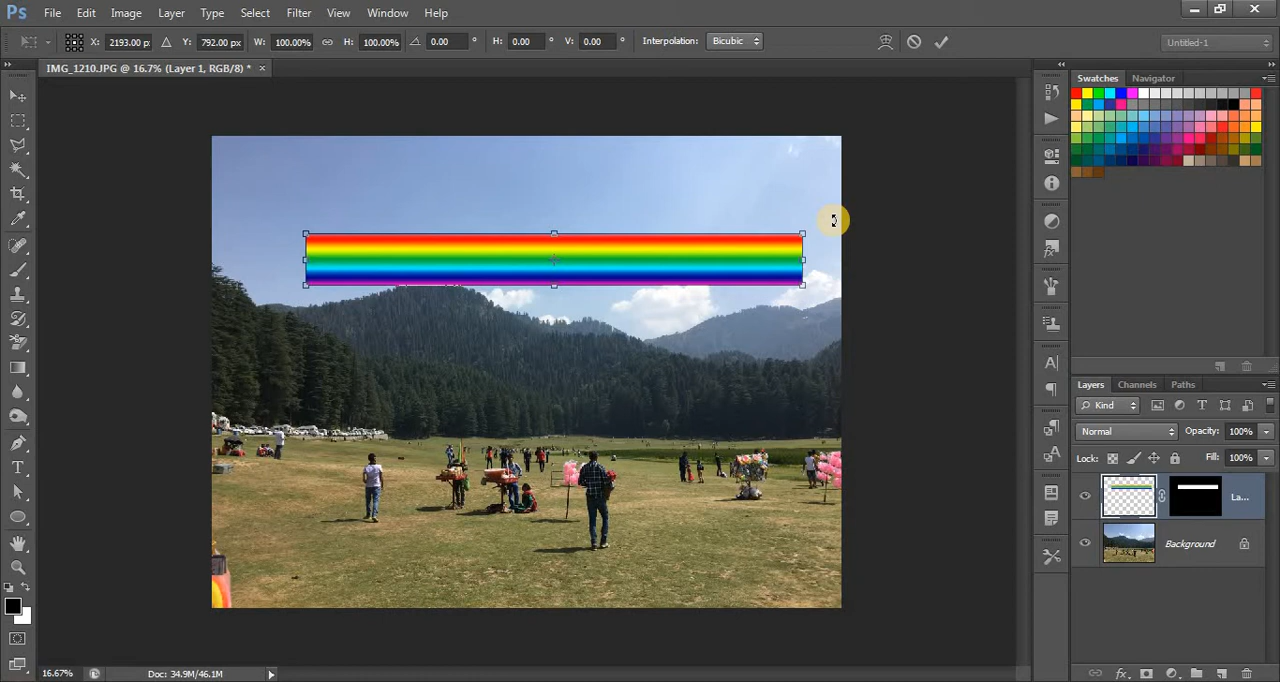 Ps File Edit Image Layer Type Select Filter 3D View Window Help
X: 2193.00 px Y: 792.00 px W: 100.00% H: 100.00% 0.00 ° H: 0.00 ° V: 0.00 ° Interpolation: Bicubic Untitled-1
IMG_1210.JPG @ 16.7% (Layer 1, RGB/8) * ×
Swatches Navigator
Layers Channels Paths
Kind
Normal Opacity: 100%
Lock: Fill: 100%
La...
Background
16.67% Doc: 34.9M/46.1M